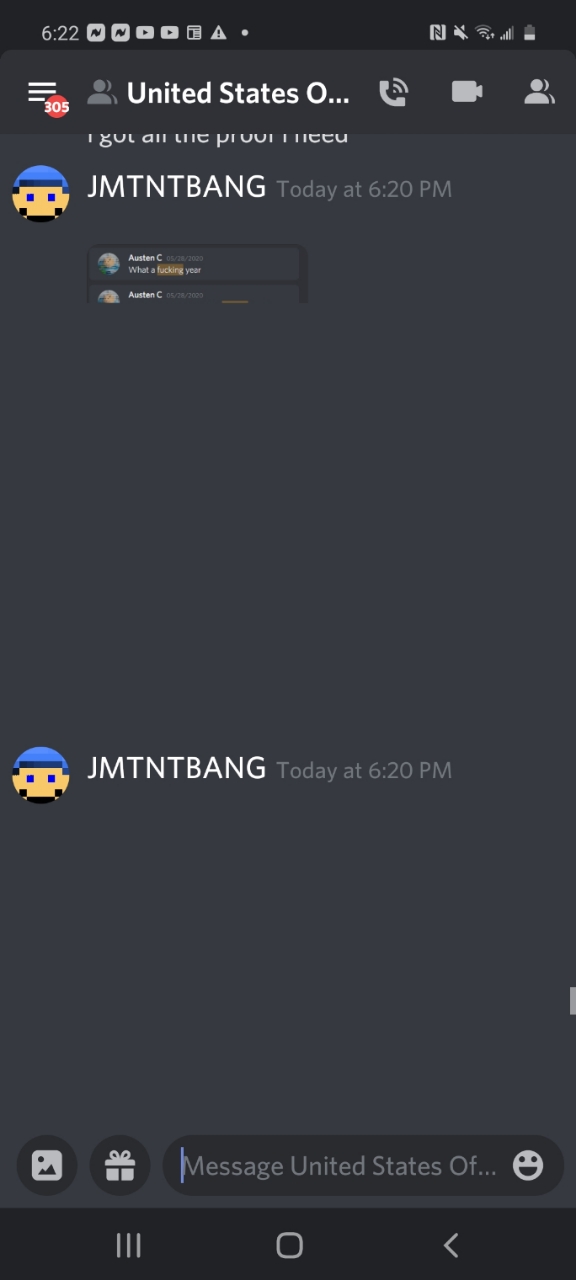 6:22
305
United States O...
I got all the proof I need
JMTNTBANG Today at 6:20 PM
Austen C 05/28/2020
What a fucking year
Austen C 05/28/2020
JMTNTBANG Today at 6:20 PM
Message United States Of...